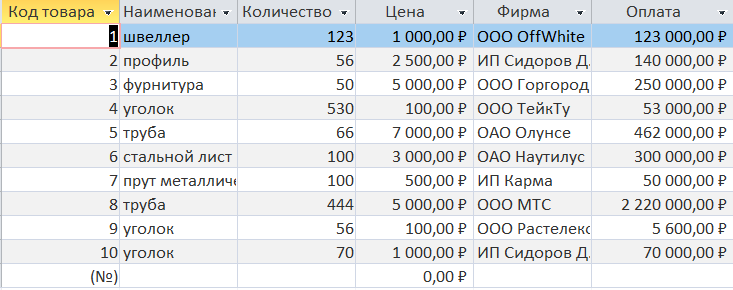 Код товара Наименован Количество Цена Фирма Оплата
1 швеллер 123 1 000,00 ₽ ООО OffWhite 123 000,00 ₽
2 профиль 56 2 500,00 ₽ ИП Сидоров Д. 140 000,00 ₽
3 фурнитура 50 5 000,00 ₽ ООО Горгород 250 000,00 ₽
4 уголок 530 100,00 ₽ ООО ТейкТу 53 000,00 ₽
5 труба 66 7 000,00 ₽ ОАО Олунсе 462 000,00 ₽
6 стальной лист 100 3 000,00 ₽ ОАО Наутилус 300 000,00 ₽
7 прут металличе 100 500,00 ₽ ИП Карма 50 000,00 ₽
8 труба 444 5 000,00 ₽ ООО МТС 2 220 000,00 ₽
9 уголок 56 100,00 ₽ ООО Растелекс 5 600,00 ₽
10 уголок 70 1 000,00 ₽ ИП Сидоров Д. 70 000,00 ₽
(№) 0,00 ₽